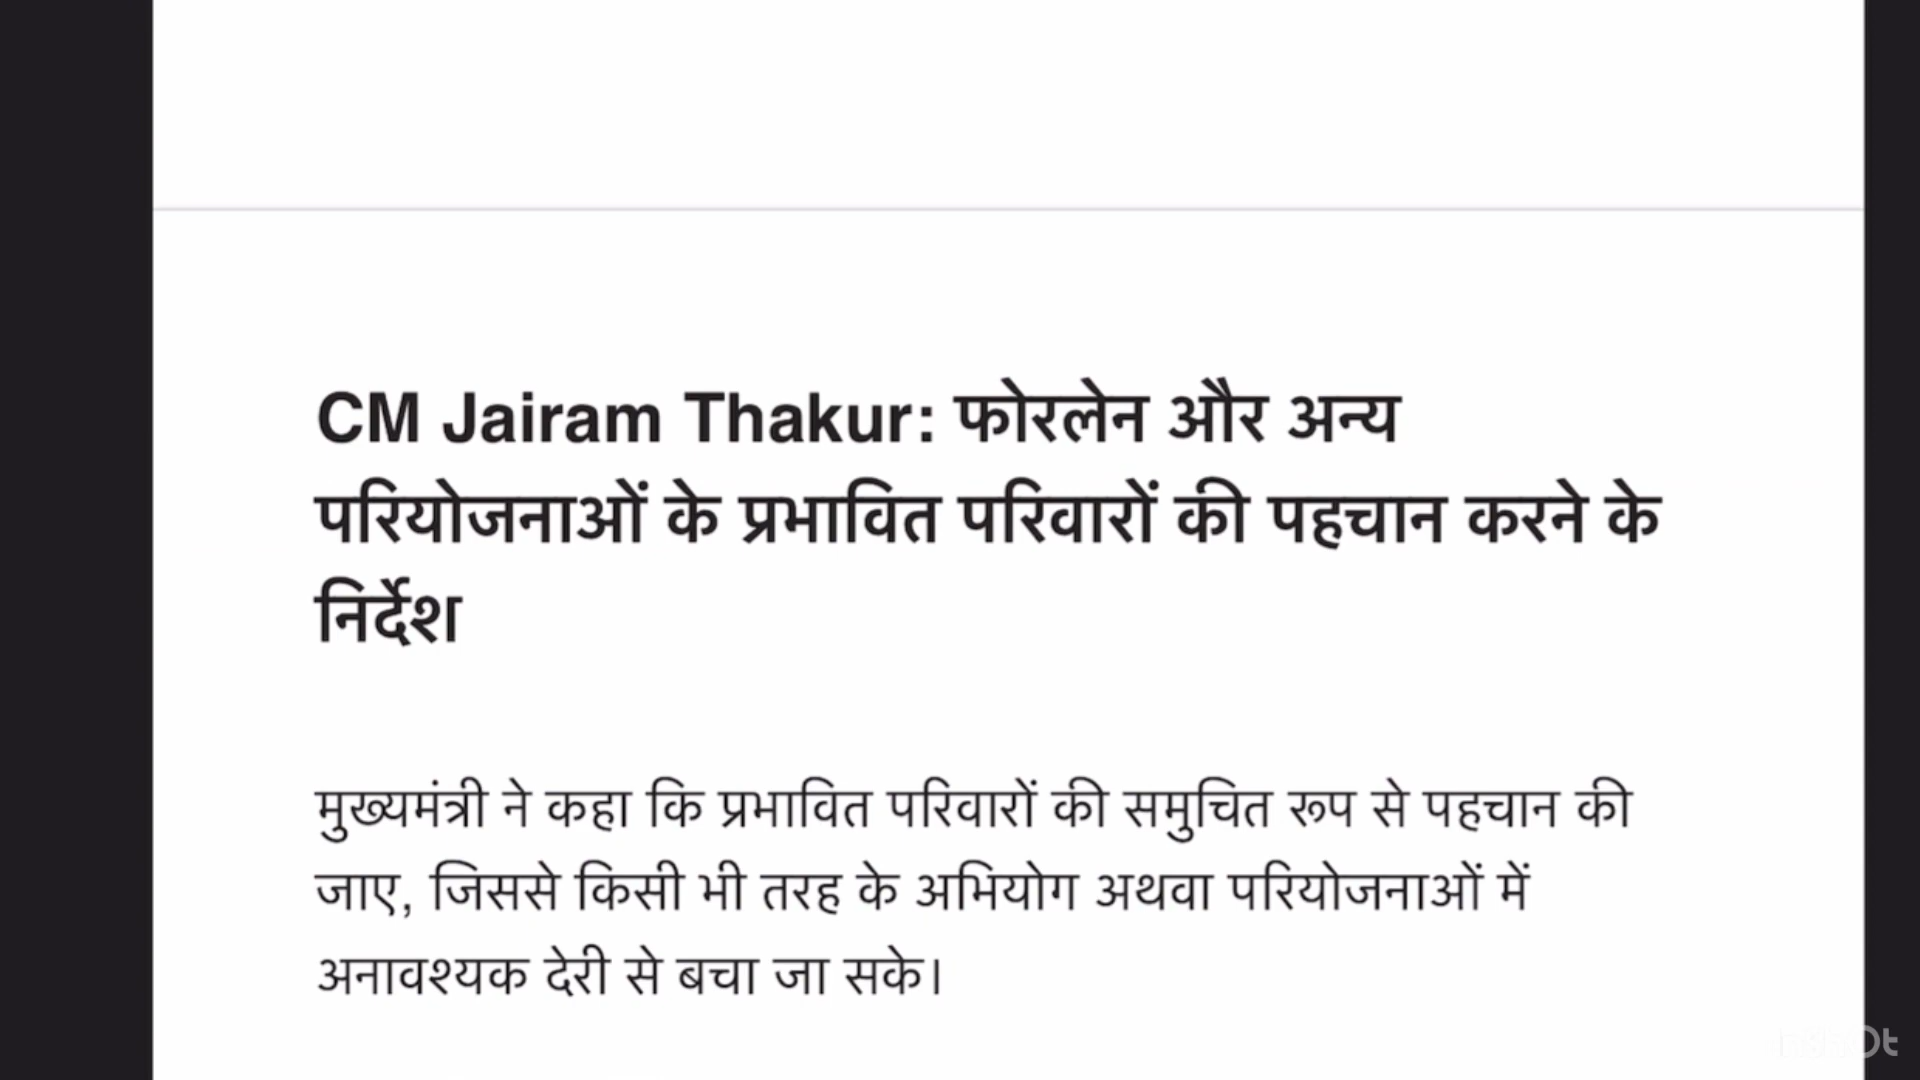 CM Jairam Thakur: फोरलेन और अन्य
परियोजनाओं के प्रभावित परिवारों की पहचान करने के
निर्देश
मुख्यमंत्री ने कहा कि प्रभावित परिवारों की समुचित रूप से पहचान की
जाए, जिससे किसी भी तरह के अभियोग अथवा परियोजनाओं में
अनावश्यक देरी से बचा जा सके।